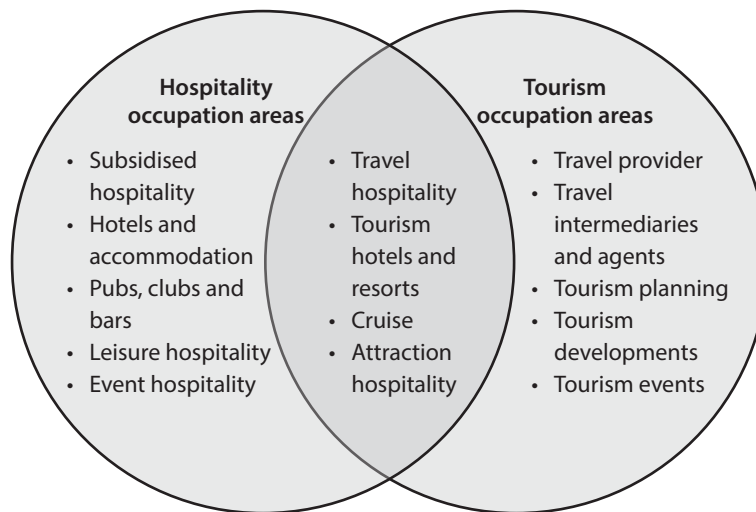 Hospitality
occupation areas
• Subsidised
hospitality
• Hotels and
accommodation
• Pubs, clubs and
bars
• Leisure hospitality
• Event hospitality
• Travel
hospitality
• Tourism
hotels and
resorts
• Cruise
• Attraction
hospitality
Tourism
occupation areas
• Travel provider
• Travel
intermediaries
and agents
• Tourism planning
• Tourism
developments
• Tourism events